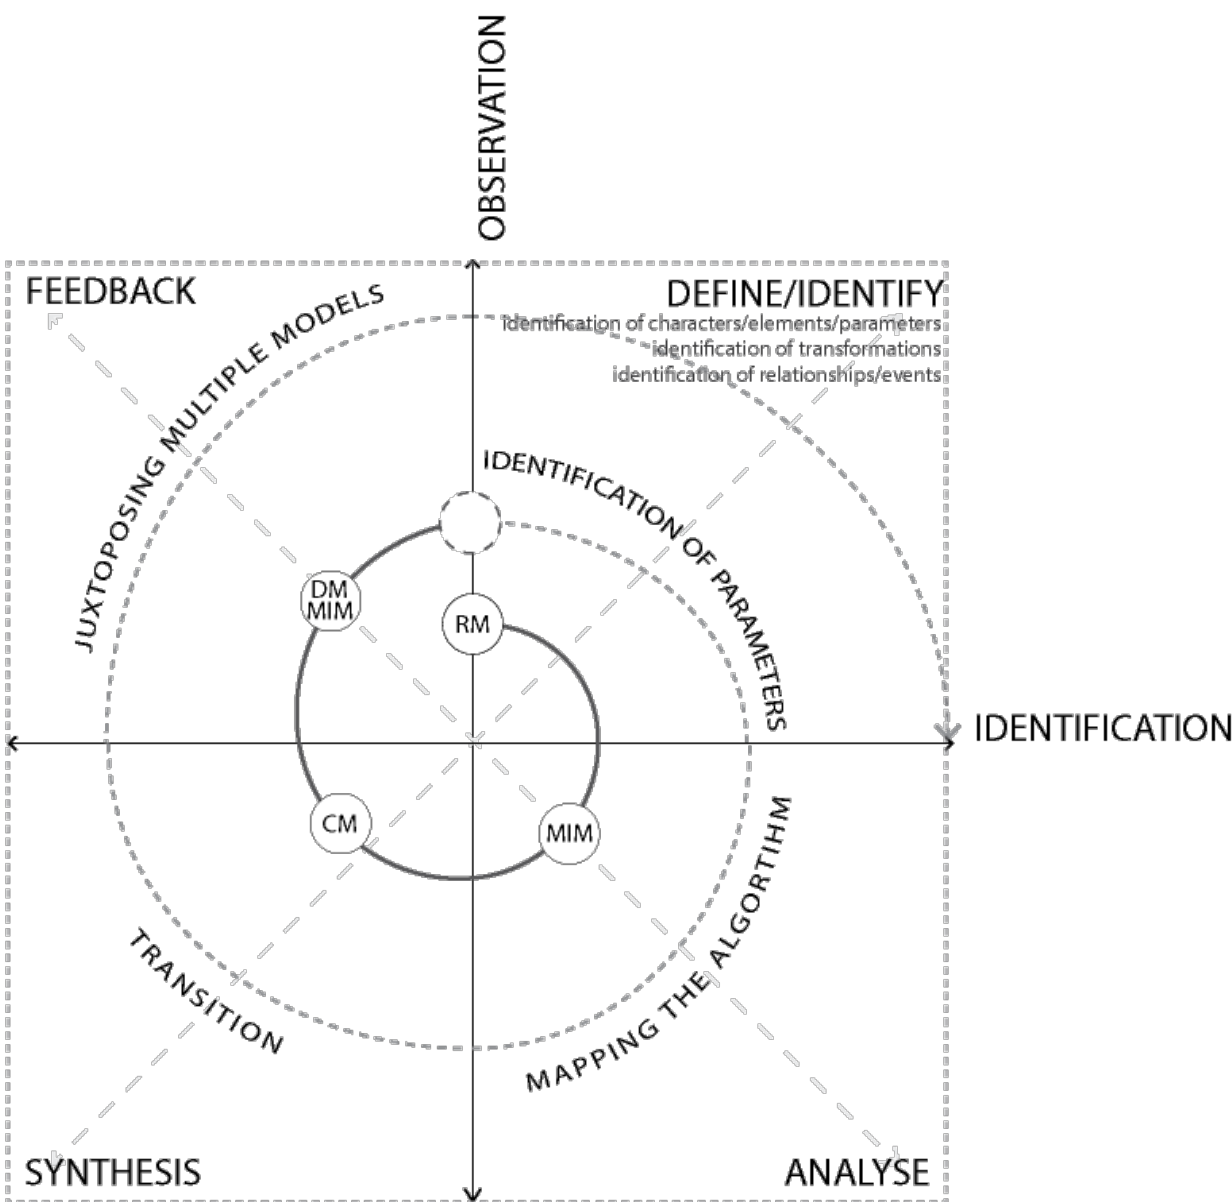 OBSERVATION
FEEDBACK
DEFINE/IDENTIFY
identification of characters/elements/parameters
identification of transformations
identification of relationships/events
JUXTOPOSING MULTIPLE MODELS
IDENTIFICATION OF PARAMETERS
DM
MIM
RM
IDENTIFICATION
CM
MIM
TRANSITION
MAPPING THE ALGORTIHM
SYNTHESIS
ANALYSE